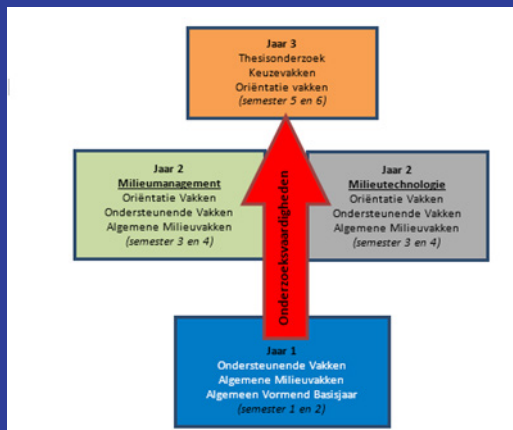 Jaar 3
Thesisonderzoek
Keuzevakken
Oriëntatie vakken
(semester 5 en 6)
Jaar 2
Milieumanagement
Oriëntatie Vakken
Ondersteunende Vakken
Algemene Milieuvakken
(semester 3 en 4)
Onderzoeksvaardigheden
Jaar 2
Milieutechnologie
Oriëntatie Vakken
Ondersteunende Vakken
Algemene Milieuvakken
(semester 3 en 4)
Jaar 1
Ondersteunende Vakken
Algemene Milieuvakken
Algemeen Vormend Basisjaar
(semester 1 en 2)